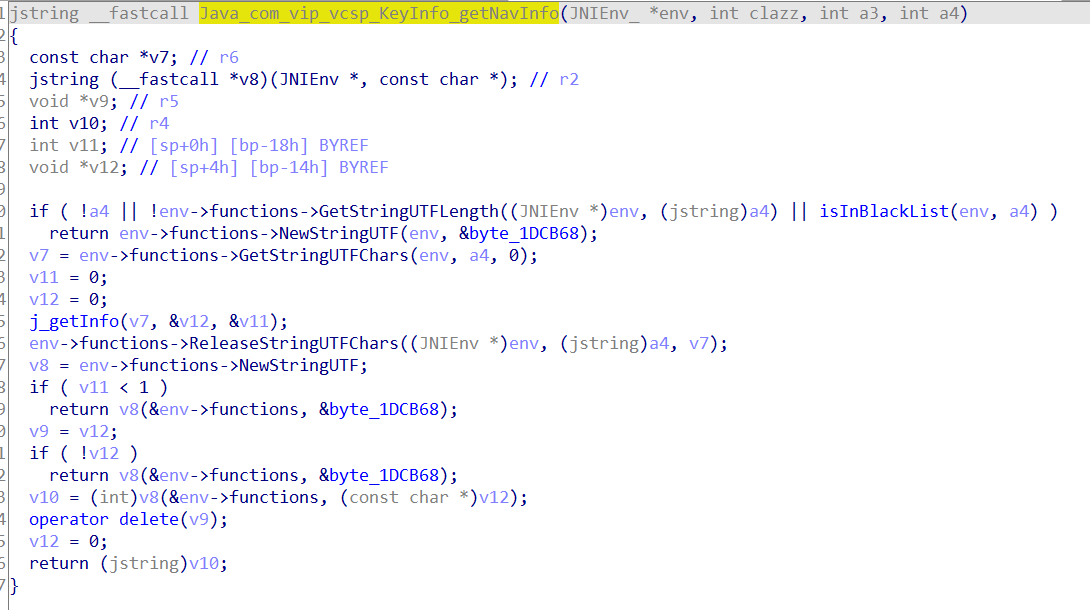 1jstring __fastcall Java_com_vip_vcsp_KeyInfo_getNavInfo(JNIEnv_ *env, int clazz, int a3, int a4)
2{
3  const char *v7; // r6
4  jstring (__fastcall *v8)(JNIEnv *, const char *); // r2
5  void *v9; // r5
6  int v10; // r4
7  int v11; // [sp+0h] [bp-18h] BYREF
8  void *v12; // [sp+4h] [bp-14h] BYREF
9
0  if ( !a4 || !env->functions->GetStringUTFLength((JNIEnv *)env, (jstring)a4) || isInBlackList(env, a4) )
1    return env->functions->NewStringUTF(env, &byte_1DCB68);
2  v7 = env->functions->GetStringUTFChars(env, a4, 0);
3  v11 = 0;
4  v12 = 0;
5  j_getInfo(v7, &v12, &v11);
6  env->functions->ReleaseStringUTFChars((JNIEnv *)env, (jstring)a4, v7);
7  v8 = env->functions->NewStringUTF;
8  if ( v11 < 1 )
9    return v8(&env->functions, &byte_1DCB68);
0  v9 = v12;
1  if ( !v12 )
2    return v8(&env->functions, &byte_1DCB68);
3  v10 = (int)v8(&env->functions, (const char *)v12);
4  operator delete(v9);
5  v12 = 0;
6  return (jstring)v10;
7}